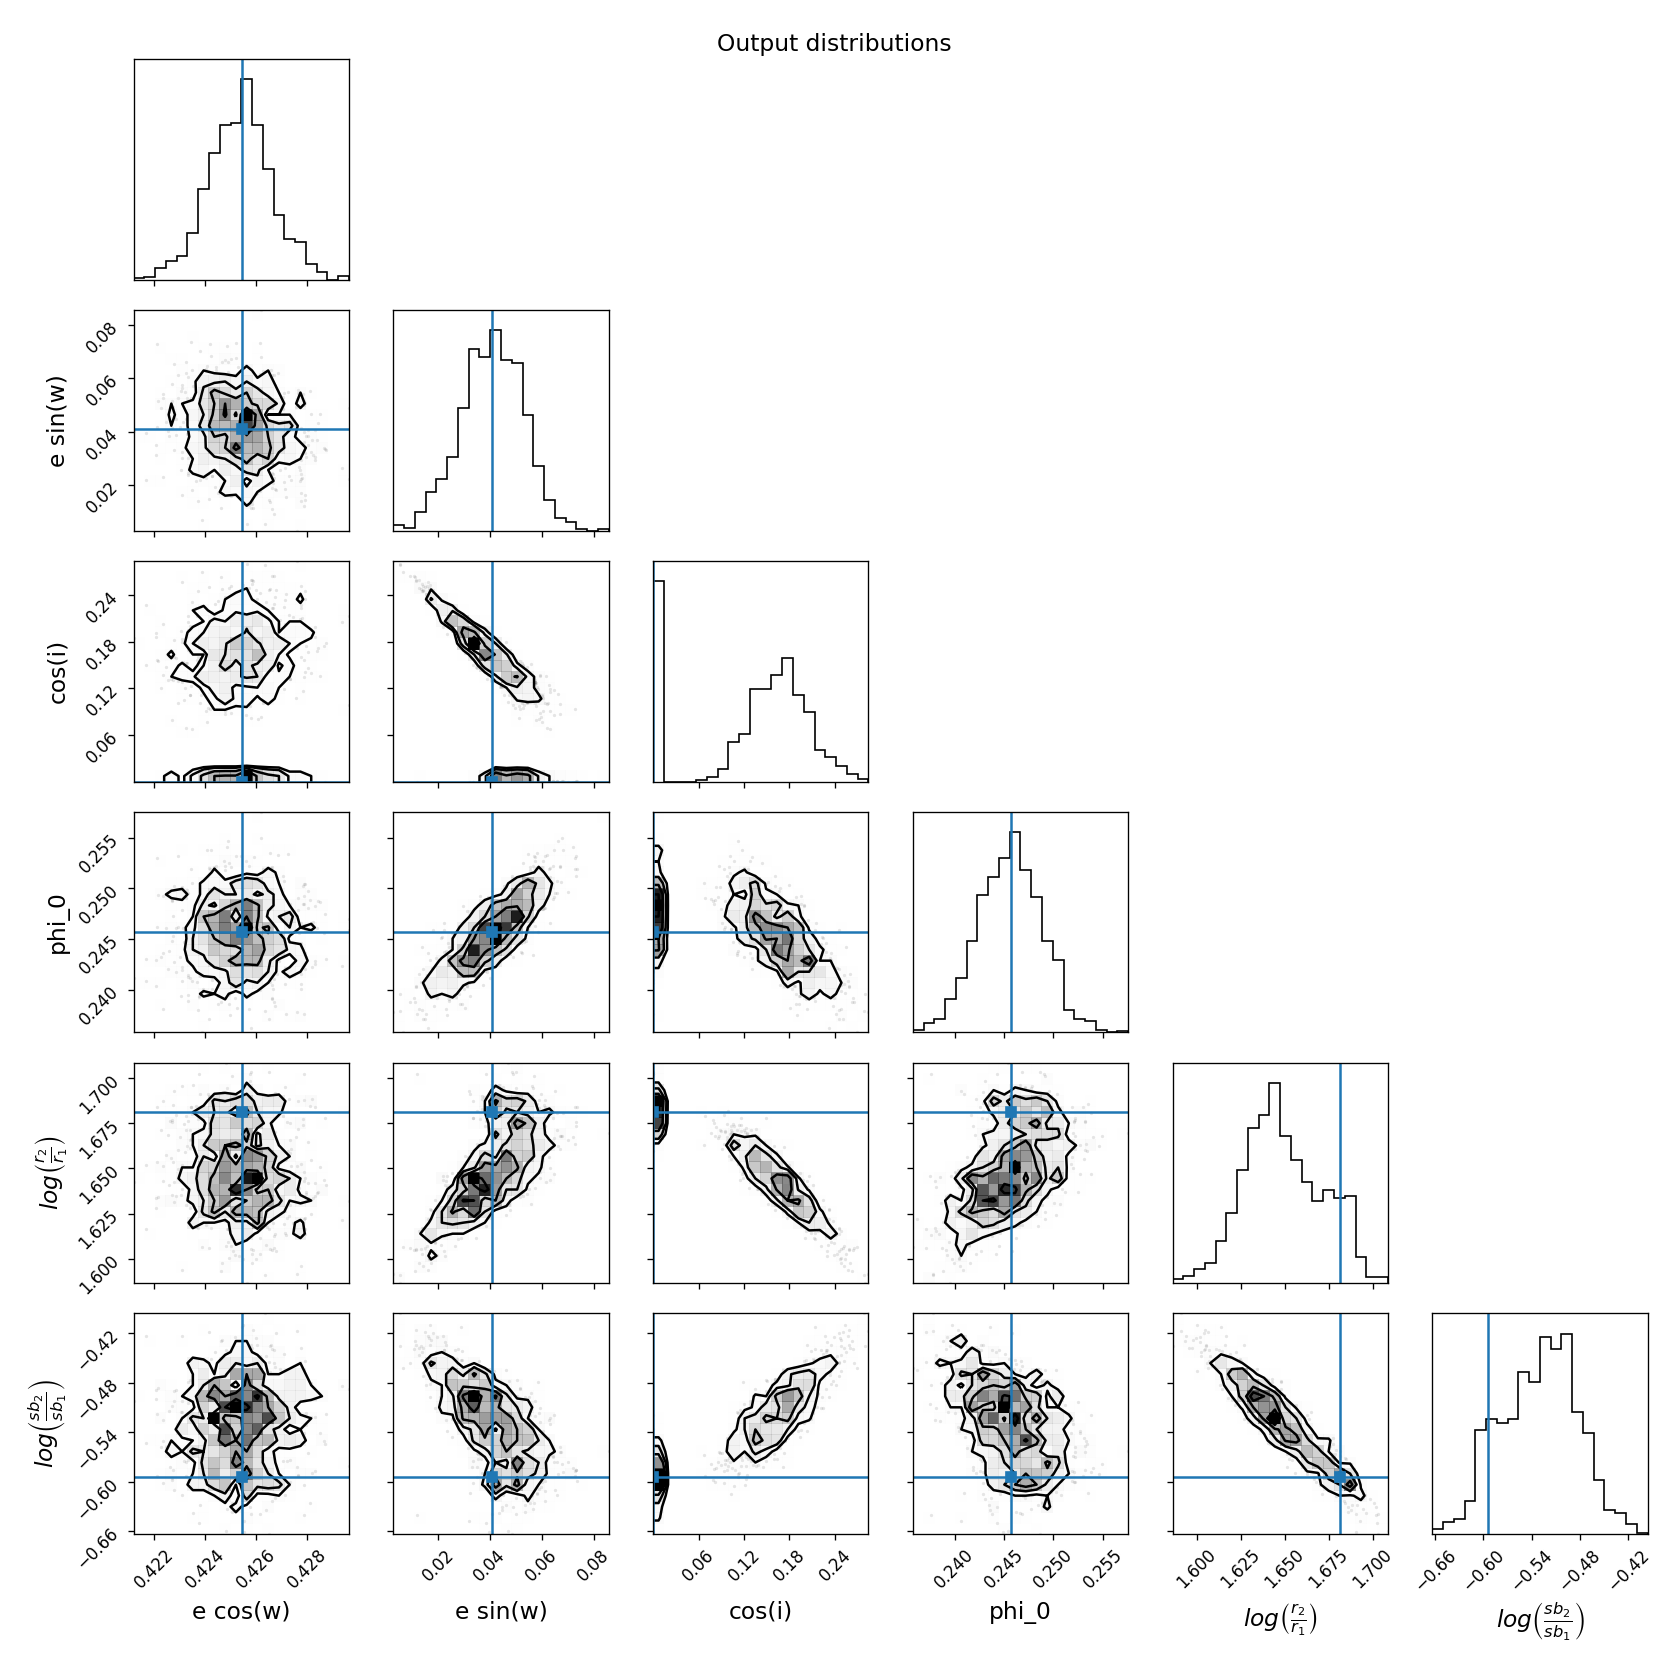 Output distributions
0.08
0.06
0.04
0.02
e sin(w)
0.24
0.18
0.12
0.06
cos(i)
0.255
0.250
0.245
0.240
phi_0
1.700
1.675
1.650
1.625
1.600
log(r₂/r₁)
−0.42
−0.48
−0.54
−0.60
−0.66
log(sb₂/sb₁)
0.422 0.424 0.426 0.428 0.02 0.04 0.06 0.08 0.06 0.12 0.18 0.24 0.240 0.245 0.250 0.255 1.600 1.625 1.650 1.675 1.700 −0.66 −0.60 −0.54 −0.48 −0.42
e cos(w) e sin(w) cos(i) phi_0 log(r₂/r₁) log(sb₂/sb₁)